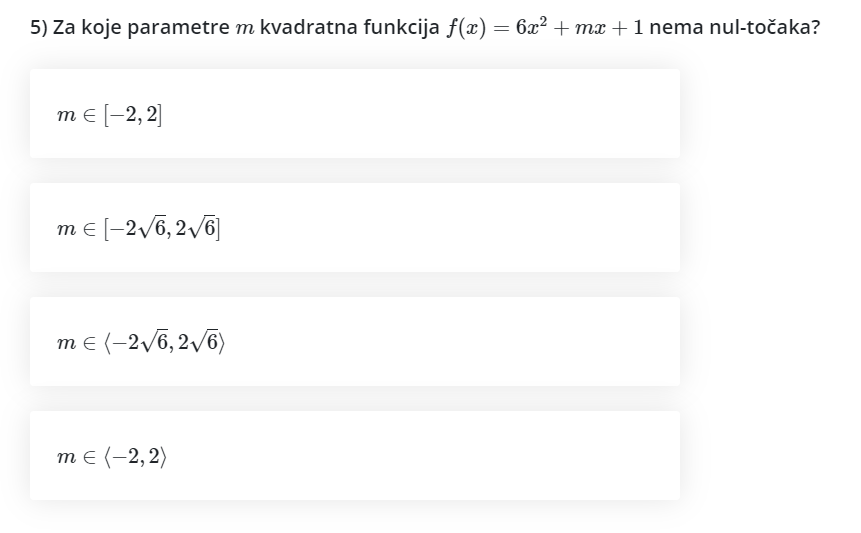 5) Za koje parametre m kvadratna funkcija f(x) = 6x² + mx + 1 nema nul-točaka?
m ∈ [−2, 2]
m ∈ [−2√6, 2√6]
m ∈ ⟨−2√6, 2√6⟩
m ∈ ⟨−2, 2⟩